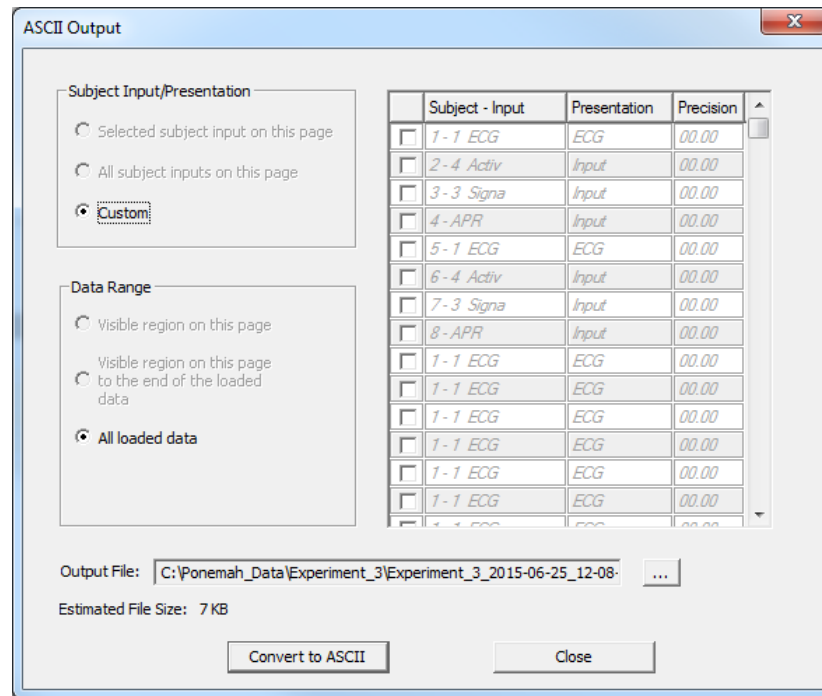 ASCII Output
Subject Input/Presentation
Selected subject input on this page
All subject inputs on this page
Custom
Data Range
Visible region on this page
Visible region on this page
to the end of the loaded
data
All loaded data
Subject - Input Presentation Precision
1 - 1 ECG ECG 00.00
2 - 4 Activ Input 00.00
3 - 3 Signa Input 00.00
4 - APR Input 00.00
5 - 1 ECG ECG 00.00
6 - 4 Activ Input 00.00
7 - 3 Signa Input 00.00
8 - APR Input 00.00
1 - 1 ECG ECG 00.00
1 - 1 ECG ECG 00.00
1 - 1 ECG ECG 00.00
1 - 1 ECG ECG 00.00
1 - 1 ECG ECG 00.00
1 - 1 ECG ECG 00.00
1 - 1 ECG ECG 00.00
Output File: C:\Ponemah_Data\Experiment_3\Experiment_3_2015-06-25_12-08- ...
Estimated File Size: 7 KB
Convert to ASCII Close